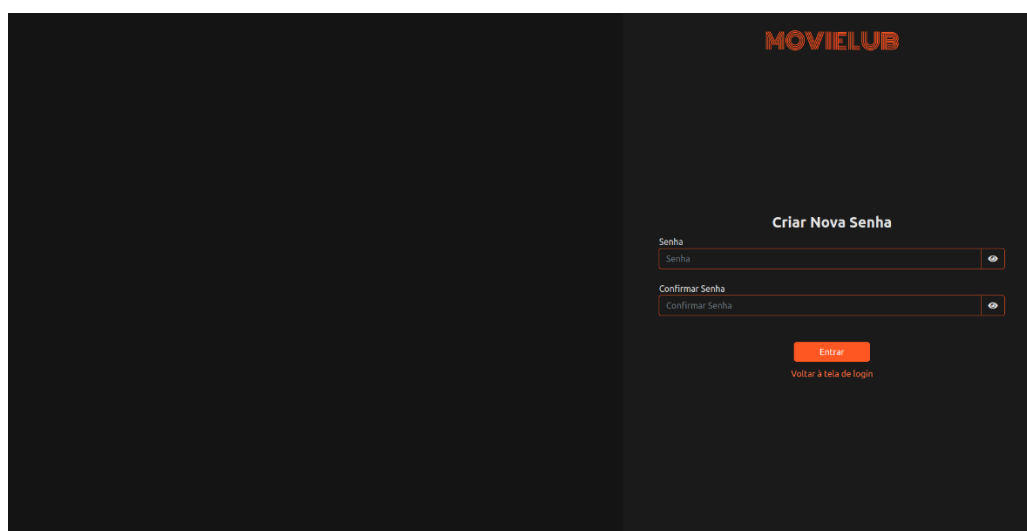 MOVIELUB
Criar Nova Senha
Senha
Senha
Confirmar Senha
Confirmar Senha
Entrar
Voltar à tela de login